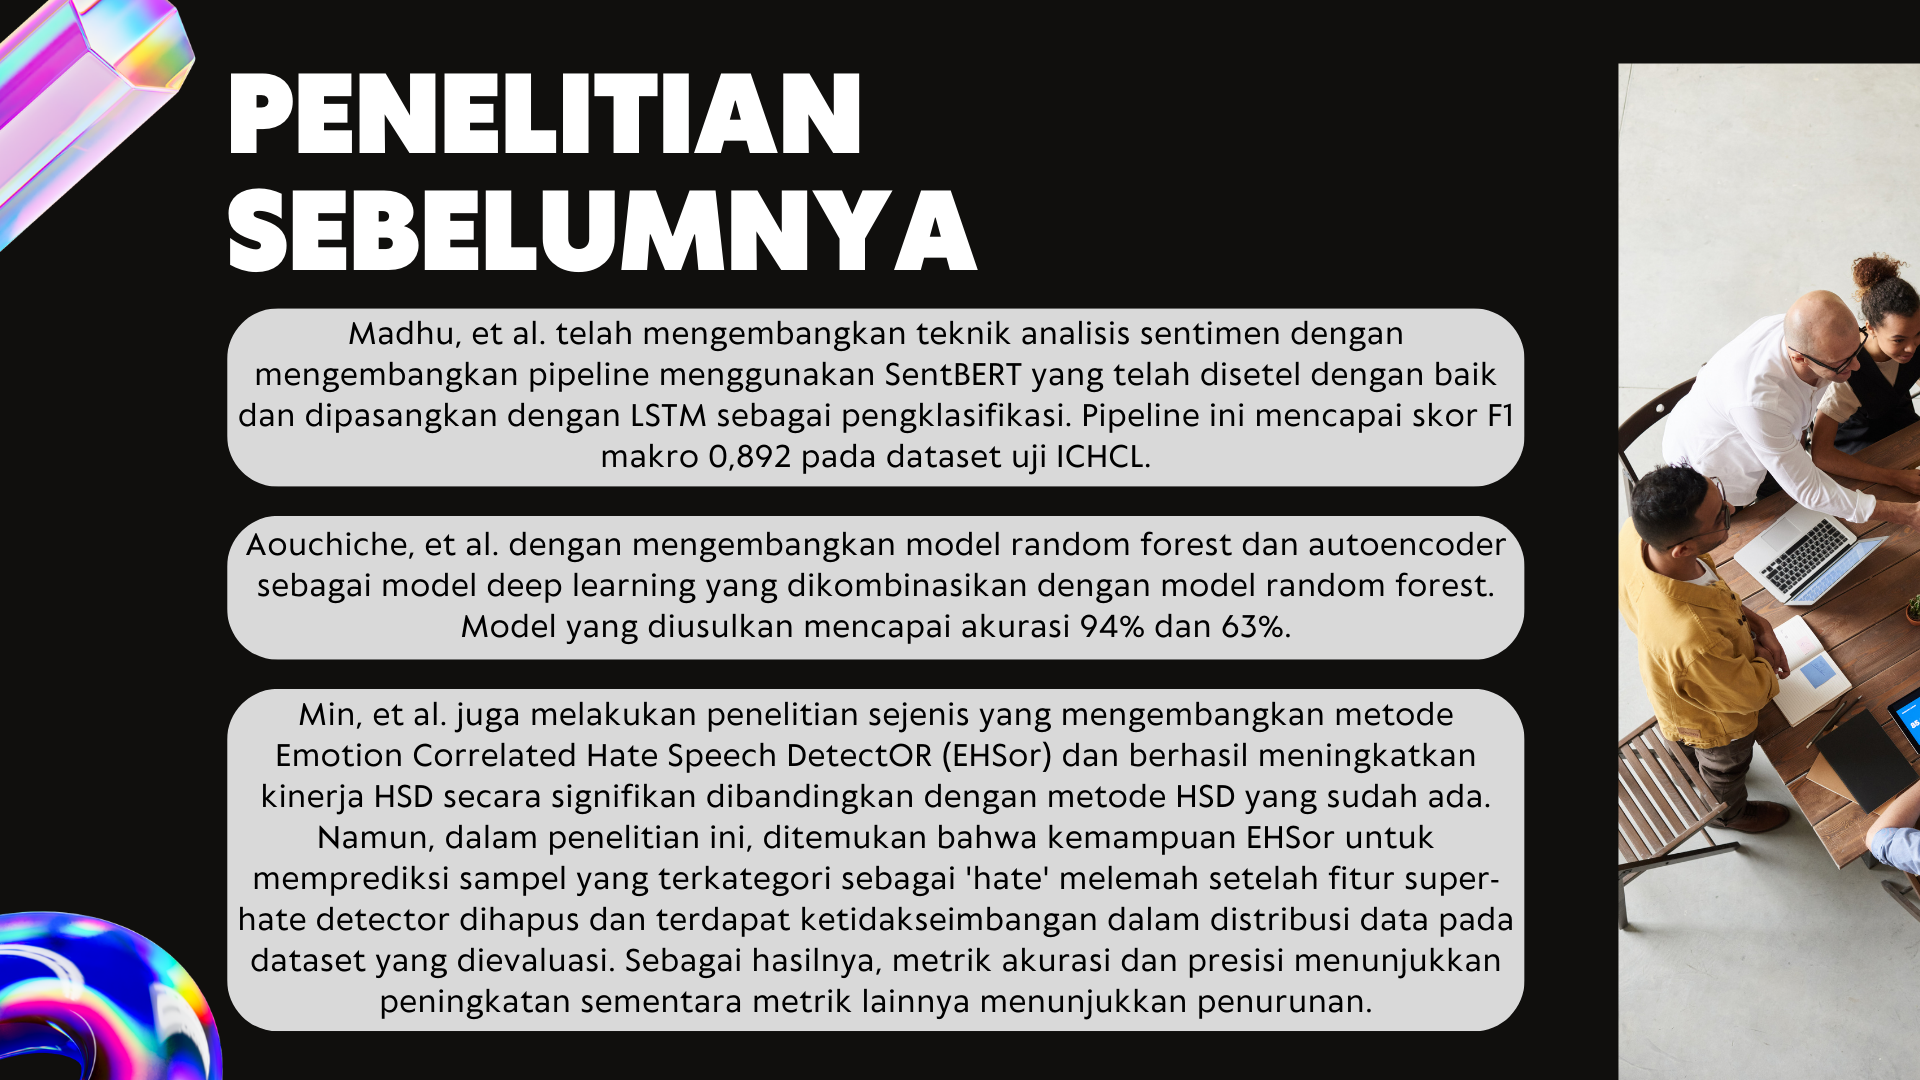 PENELITIAN
SEBELUMNYA
Madhu, et al. telah mengembangkan teknik analisis sentimen dengan
mengembangkan pipeline menggunakan SentBERT yang telah disetel dengan baik
dan dipasangkan dengan LSTM sebagai pengklasifikasi. Pipeline ini mencapai skor F1
makro 0,892 pada dataset uji ICHCL.
Aouchiche, et al. dengan mengembangkan model random forest dan autoencoder
sebagai model deep learning yang dikombinasikan dengan model random forest.
Model yang diusulkan mencapai akurasi 94% dan 63%.
Min, et al. juga melakukan penelitian sejenis yang mengembangkan metode
Emotion Correlated Hate Speech DetectOR (EHSor) dan berhasil meningkatkan
kinerja HSD secara signifikan dibandingkan dengan metode HSD yang sudah ada.
Namun, dalam penelitian ini, ditemukan bahwa kemampuan EHSor untuk
memprediksi sampel yang terkategori sebagai 'hate' melemah setelah fitur super-
hate detector dihapus dan terdapat ketidakseimbangan dalam distribusi data pada
dataset yang dievaluasi. Sebagai hasilnya, metrik akurasi dan presisi menunjukkan
peningkatan sementara metrik lainnya menunjukkan penurunan.